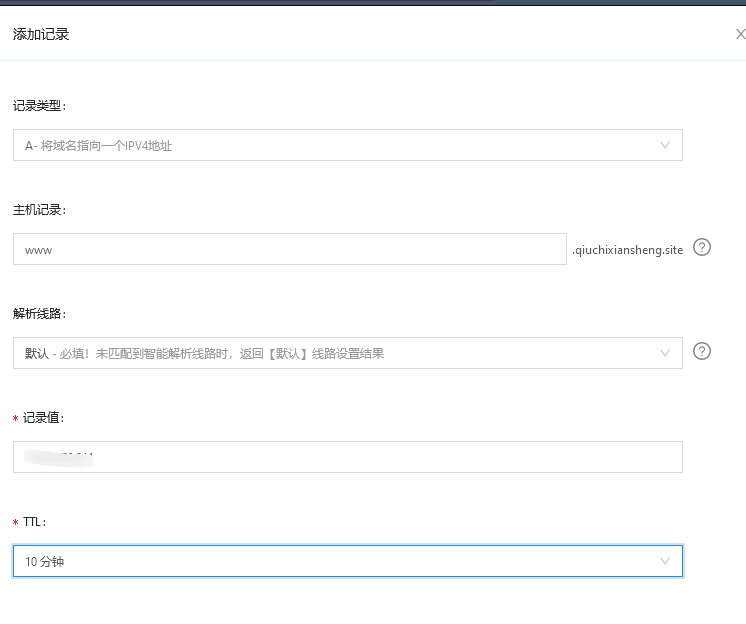 添加记录
记录类型：
A- 将域名指向一个IPV4地址
主机记录：
www .qiuchixiansheng.site ?
解析线路：
默认 - 必填！未匹配到智能解析线路时，返回【默认】线路设置结果 ?
* 记录值：
* TTL：
10 分钟